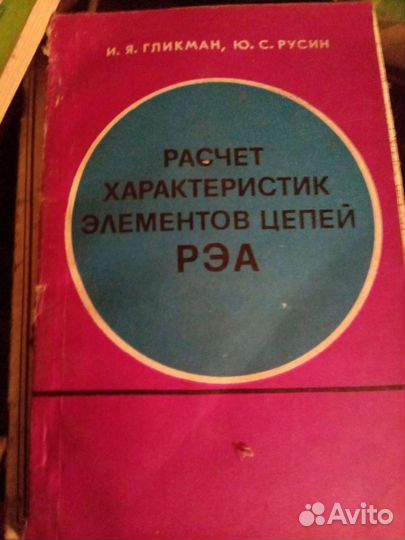 И. Я. ГЛИКМАН, Ю. С. РУСИН
РАСЧЕТ
ХАРАКТЕРИСТИК
ЭЛЕМЕНТОВ ЦЕПЕЙ
РЭА
Avito